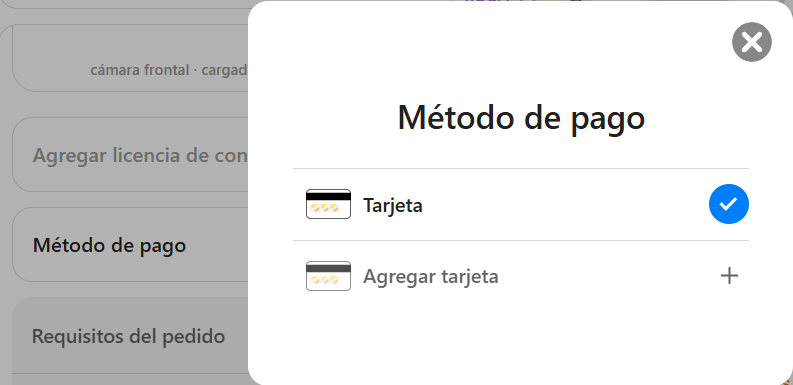 cámara frontal · cargad
Agregar licencia de con
Método de pago
Requisitos del pedido
Método de pago
Tarjeta
Agregar tarjeta